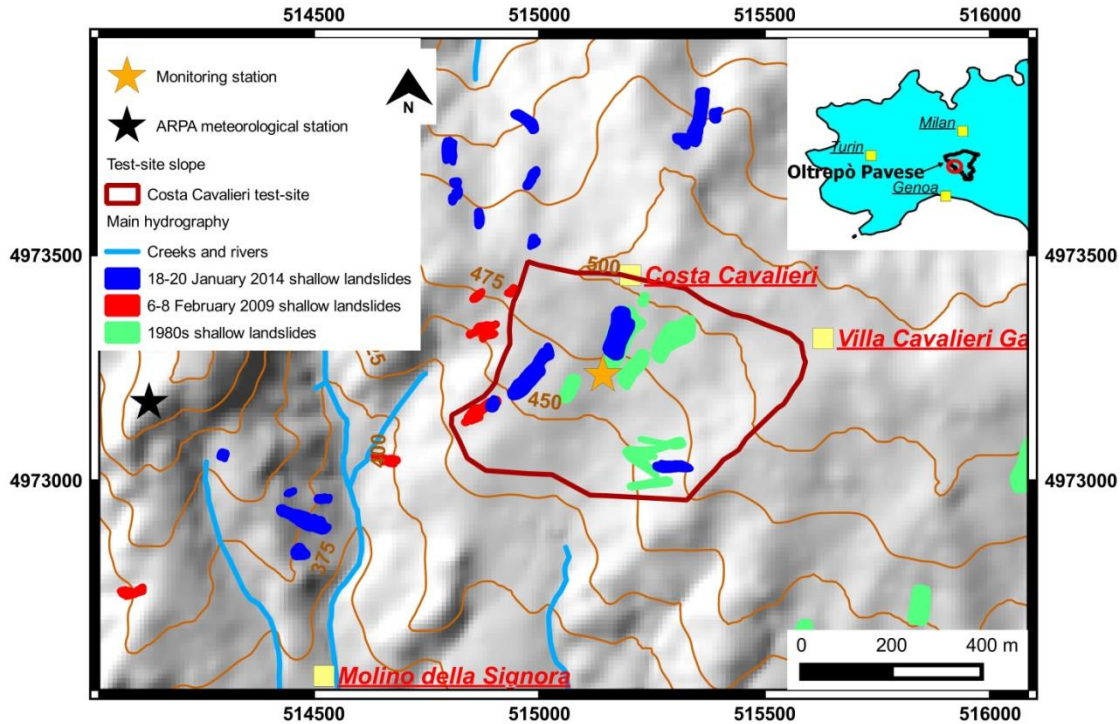 514500 515000 515500 516000
Monitoring station
ARPA meteorological station
Test-site slope
Costa Cavalieri test-site
Main hydrography
Creeks and rivers
18-20 January 2014 shallow landslides
6-8 February 2009 shallow landslides
1980s shallow landslides
N
Milan
Turin
Oltrepò Pavese
Genoa
4973500 4973500
475
500
Costa Cavalieri
Villa Cavalieri Ga
25
450
400
4973000 4973000
375
0 200 400 m
Molino della Signora
514500 515000 515500 516000